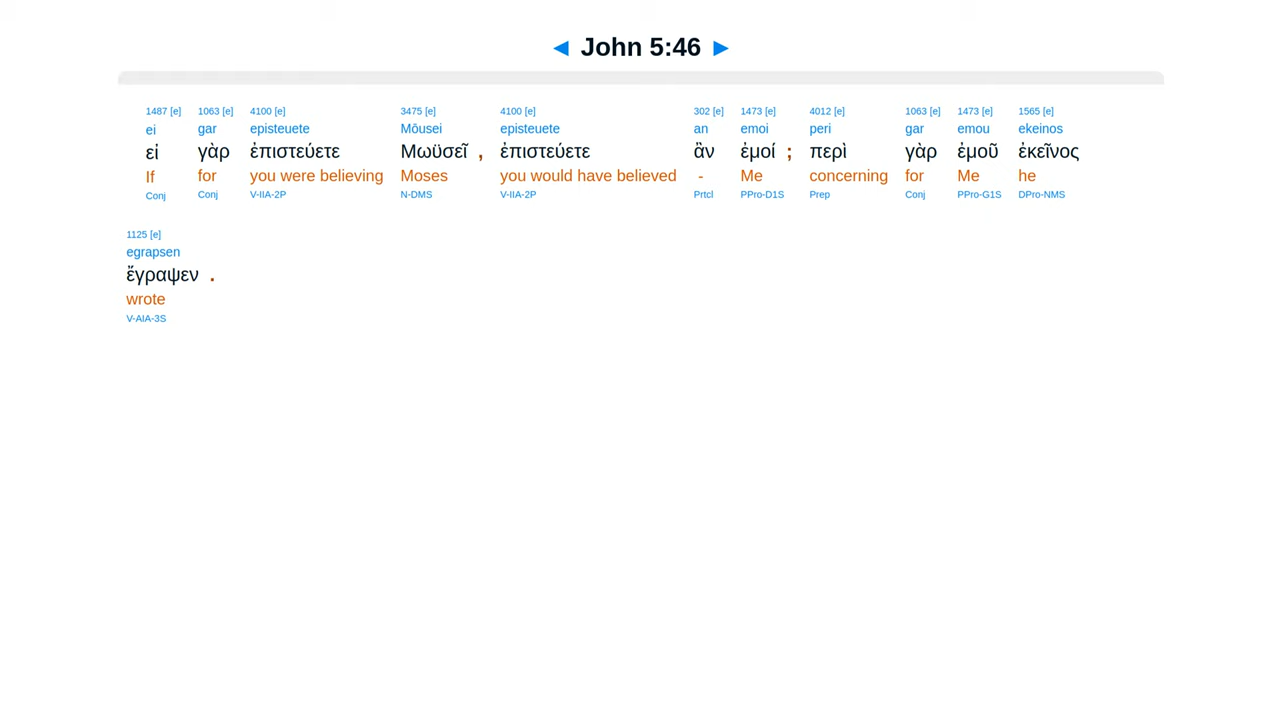 ◄ John 5:46 ►
1487 [e] 1063 [e] 4100 [e] 3475 [e] 4100 [e] 302 [e] 1473 [e] 4012 [e] 1063 [e] 1473 [e] 1565 [e]
ei gar episteuete Mōusei episteuete an emoi peri gar emou ekeinos
εἰ γὰρ ἐπιστεύετε Μωϋσεῖ , ἐπιστεύετε ἂν ἐμοί ; περὶ γὰρ ἐμοῦ ἐκεῖνος
If for you were believing Moses you would have believed - Me concerning for Me he
Conj Conj V-IIA-2P N-DMS V-IIA-2P Prtcl PPro-D1S Prep Conj PPro-G1S DPro-NMS
1125 [e]
egrapsen
ἔγραψεν .
wrote
V-AIA-3S